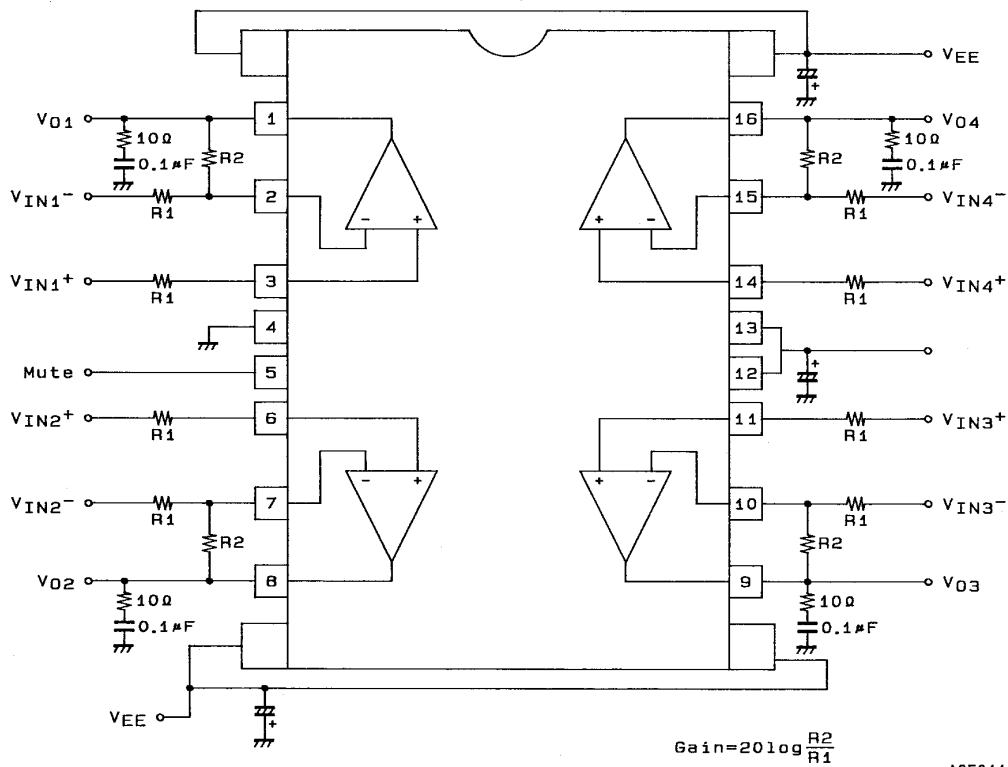 VEE
VO1
1
16
VO4
10Ω
0.1μF
R2
R2
10Ω
0.1μF
VIN1-
R1
2
15
R1
VIN4-
VIN1+
R1
3
14
R1
VIN4+
4
13
Mute
5
12
VIN2+
R1
6
11
R1
VIN3+
VIN2-
R1
7
10
R1
VIN3-
R2
R2
VO2
8
9
VO3
10Ω
0.1μF
10Ω
0.1μF
VEE
Gain=20log R2/R1